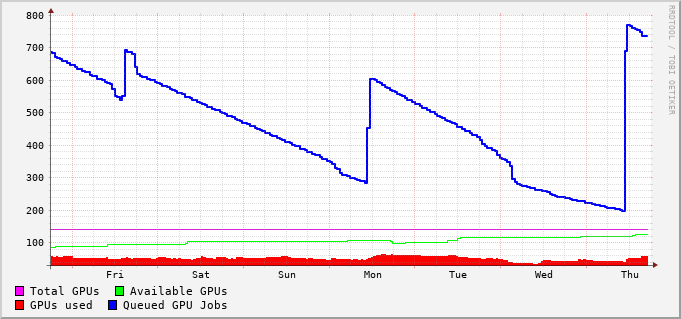 800
700
600
500
400
300
200
100
Fri Sat Sun Mon Tue Wed Thu
Total GPUs Available GPUs
GPUs used Queued GPU Jobs
RRDTOOL / TOBI OETIKER